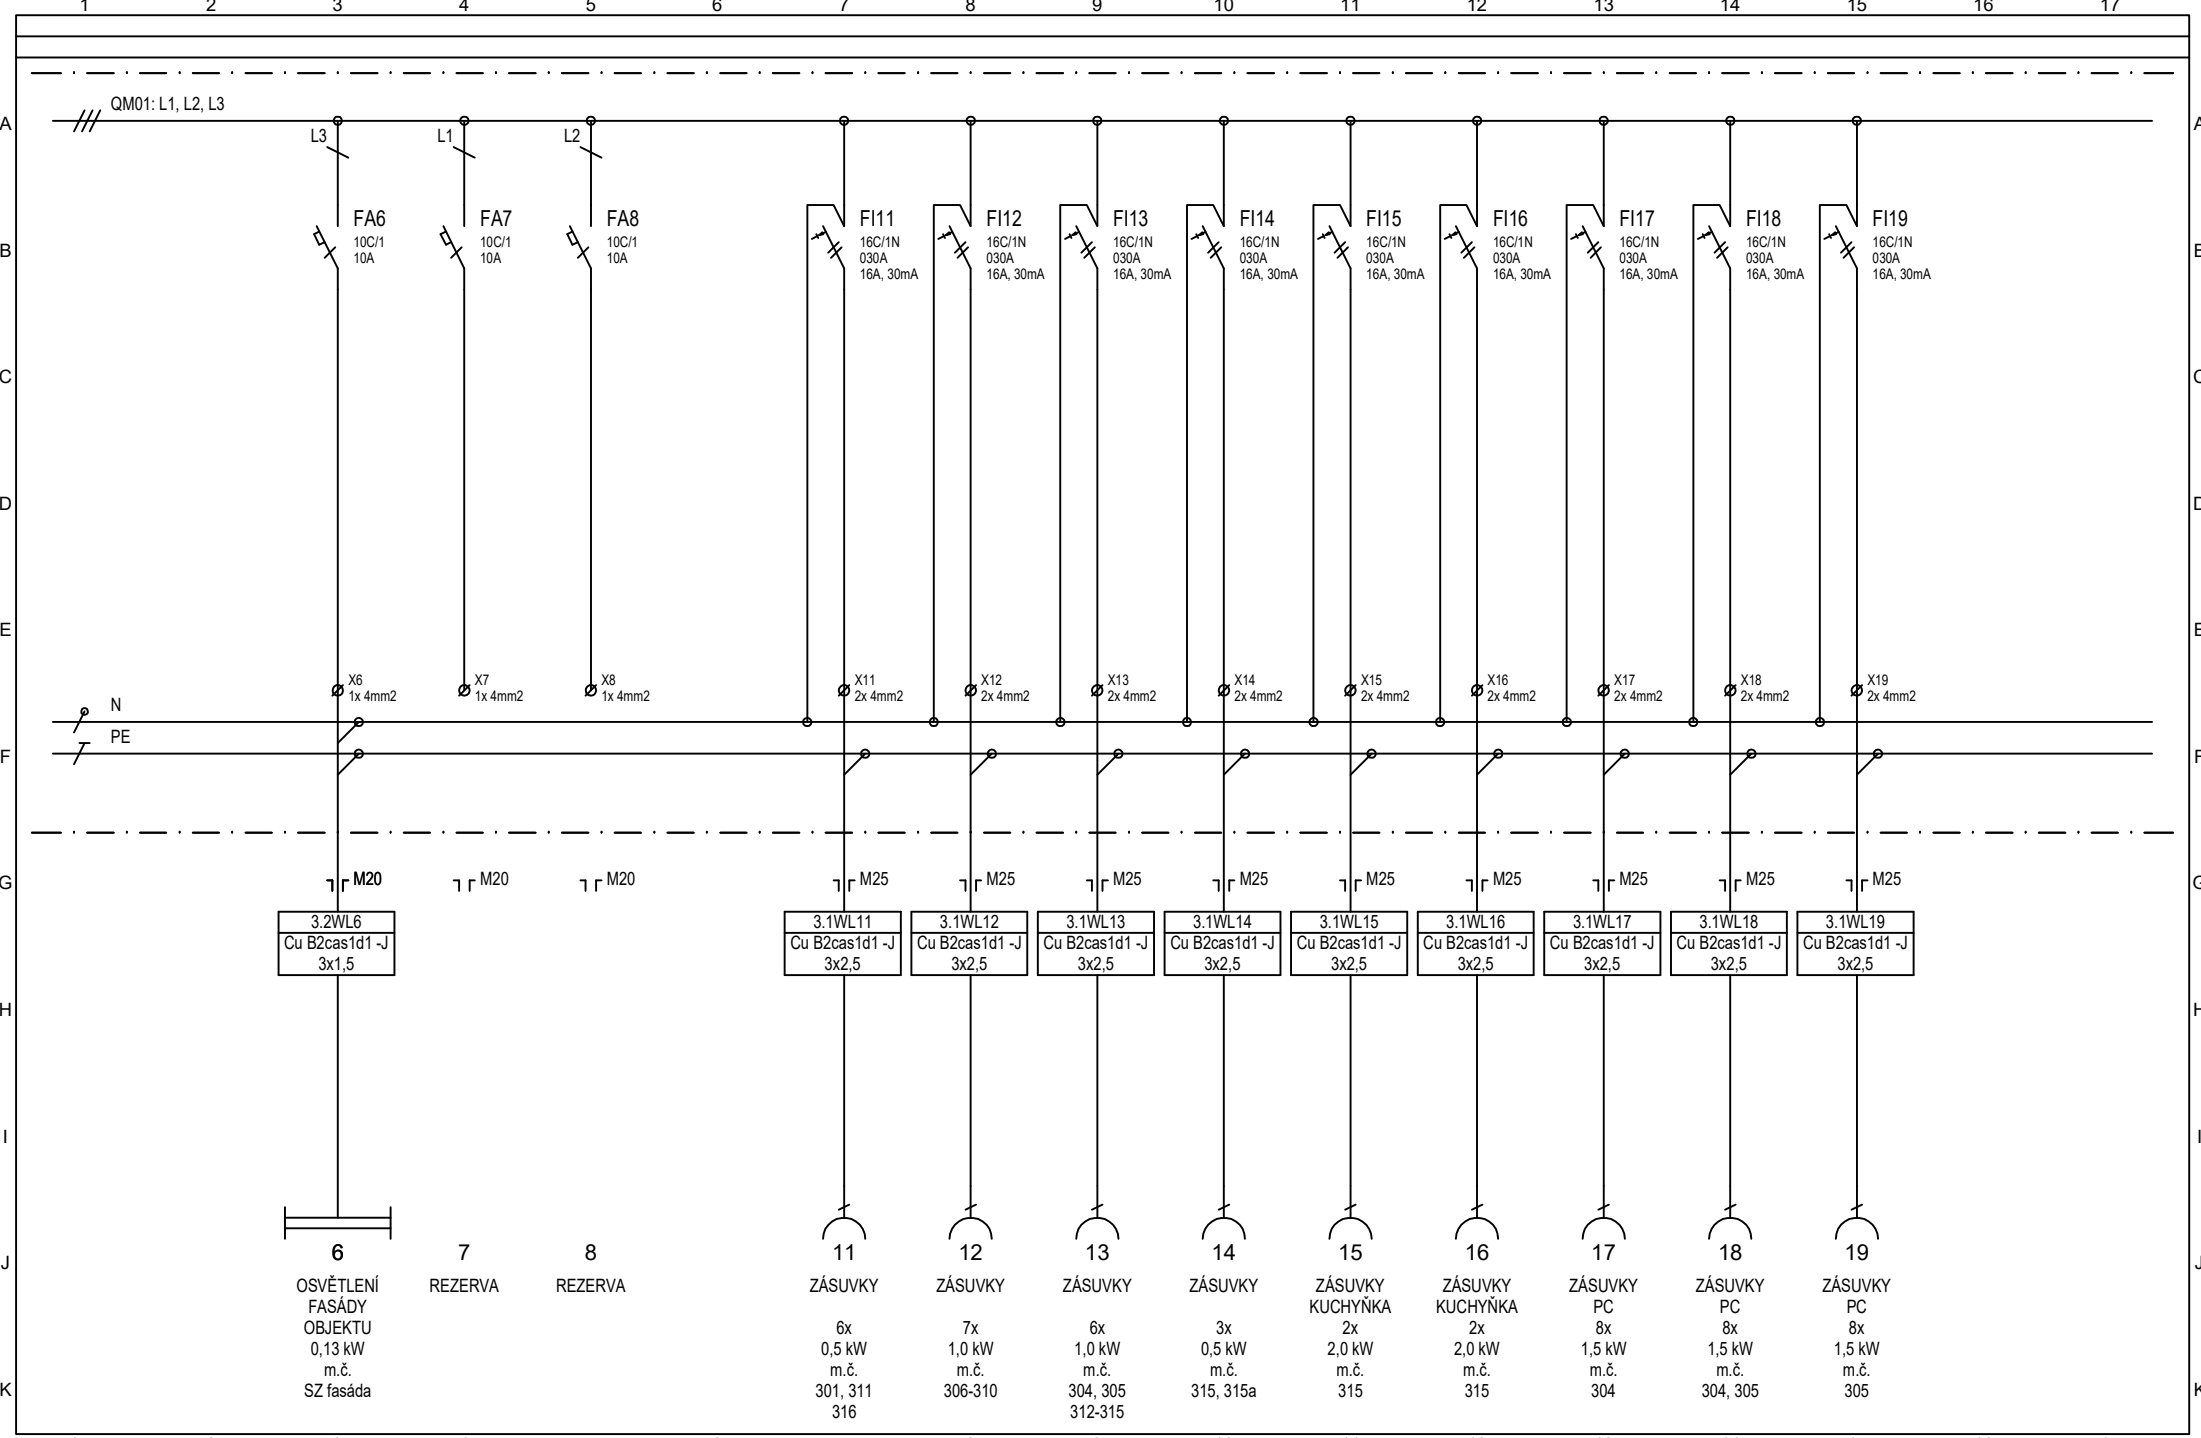 1 2 3 4 5 6 7 8 9 10 11 12 13 14 15 16 17
A
QM01: L1, L2, L3
L3 L1 L2
B
FA6
10C/1
10A
FA7
10C/1
10A
FA8
10C/1
10A
FI11
16C/1N
030A
16A, 30mA
FI12
16C/1N
030A
16A, 30mA
FI13
16C/1N
030A
16A, 30mA
FI14
16C/1N
030A
16A, 30mA
FI15
16C/1N
030A
16A, 30mA
FI16
16C/1N
030A
16A, 30mA
FI17
16C/1N
030A
16A, 30mA
FI18
16C/1N
030A
16A, 30mA
FI19
16C/1N
030A
16A, 30mA
C
D
E
X6
1x 4mm2
X7
1x 4mm2
X8
1x 4mm2
X11
2x 4mm2
X12
2x 4mm2
X13
2x 4mm2
X14
2x 4mm2
X15
2x 4mm2
X16
2x 4mm2
X17
2x 4mm2
X18
2x 4mm2
X19
2x 4mm2
N
PE
F
G
M20 M20 M20 M25 M25 M25 M25 M25 M25 M25 M25 M25
3.2WL6
Cu B2cas1d1 -J
3x1,5
3.1WL11
Cu B2cas1d1 -J
3x2,5
3.1WL12
Cu B2cas1d1 -J
3x2,5
3.1WL13
Cu B2cas1d1 -J
3x2,5
3.1WL14
Cu B2cas1d1 -J
3x2,5
3.1WL15
Cu B2cas1d1 -J
3x2,5
3.1WL16
Cu B2cas1d1 -J
3x2,5
3.1WL17
Cu B2cas1d1 -J
3x2,5
3.1WL18
Cu B2cas1d1 -J
3x2,5
3.1WL19
Cu B2cas1d1 -J
3x2,5
H
I
J
6
OSVĚTLENÍ
FASÁDY
OBJEKTU
0,13 kW
m.č.
SZ fasáda
7
REZERVA
8
REZERVA
11
ZÁSUVKY
6x
0,5 kW
m.č.
301, 311
316
12
ZÁSUVKY
7x
1,0 kW
m.č.
306-310
13
ZÁSUVKY
6x
1,0 kW
m.č.
304, 305
312-315
14
ZÁSUVKY
3x
0,5 kW
m.č.
315, 315a
15
ZÁSUVKY
KUCHYŇKA
2x
2,0 kW
m.č.
315
16
ZÁSUVKY
KUCHYŇKA
2x
2,0 kW
m.č.
315
17
ZÁSUVKY
PC
8x
1,5 kW
m.č.
304
18
ZÁSUVKY
PC
8x
1,5 kW
m.č.
304, 305
19
ZÁSUVKY
PC
8x
1,5 kW
m.č.
305
K